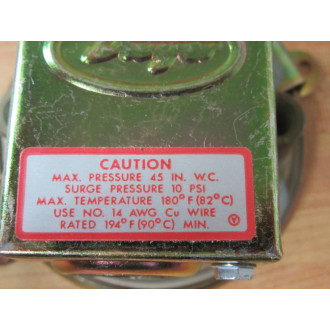 CAUTION
MAX. PRESSURE 45 IN. W.C.
SURGE PRESSURE 10 PSI
MAX. TEMPERATURE 180°F (82°C)
USE NO. 14 AWG Cu WIRE
RATED 194°F (90°C) MIN.
Y